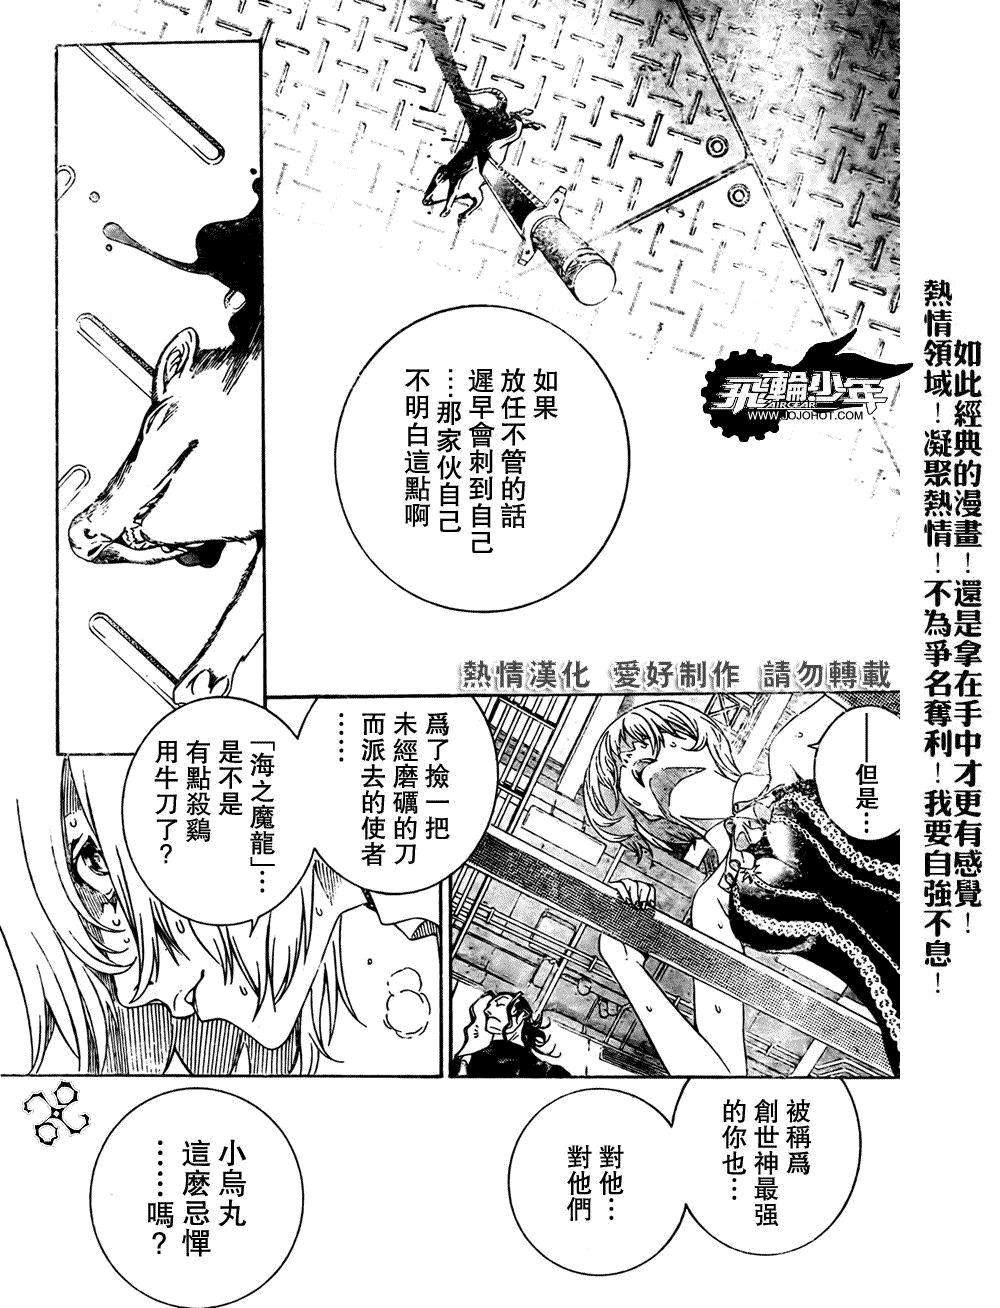 如果
放任不管的話
遲早會刺到自己
…那家伙自己
不明白這點啊
飛輪少年
AIRGEAR
WWW.JOJOHOT.COM
如此經典的漫畫！還是拿在手中才更有感覺！
熱情領域！凝聚熱情！不為爭名奪利！我要自強不息！
熱情漢化 愛好制作 請勿轉載
——但是…
爲了撿一把
未經磨礪的刀
而派去的使者
……
「海之魔龍」…
是不是
有點殺鷄
用牛刀了？
被稱爲
創世神最强
的你也…
對他…
對他們
小烏丸
這麽忌憚
……嗎？